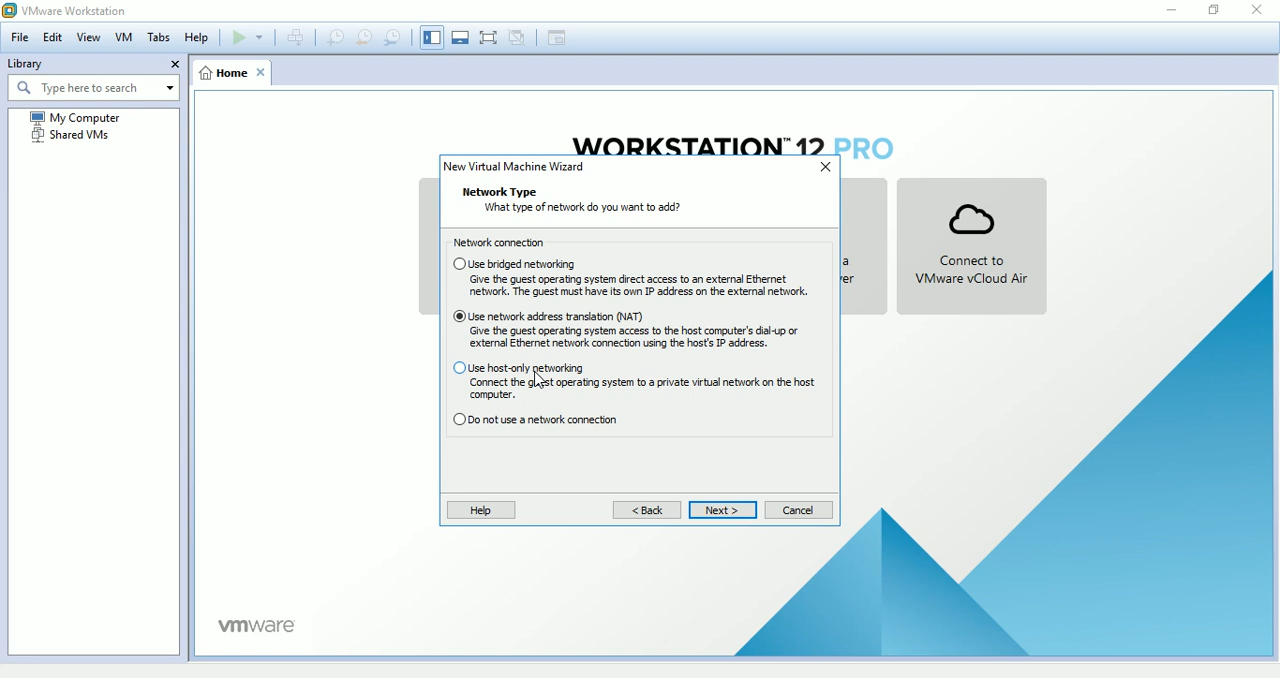 VMware Workstation
File Edit View VM Tabs Help
Library
Type here to search
My Computer
Shared VMs
Home
WORKSTATION™ 12 PRO
New Virtual Machine Wizard
Network Type
What type of network do you want to add?
Network connection
Use bridged networking
Give the guest operating system direct access to an external Ethernet
network. The guest must have its own IP address on the external network.
Use network address translation (NAT)
Give the guest operating system access to the host computer's dial-up or
external Ethernet network connection using the host's IP address.
Use host-only networking
Connect the guest operating system to a private virtual network on the host
computer.
Do not use a network connection
Help < Back Next > Cancel
a
er
Connect to
VMware vCloud Air
vmware